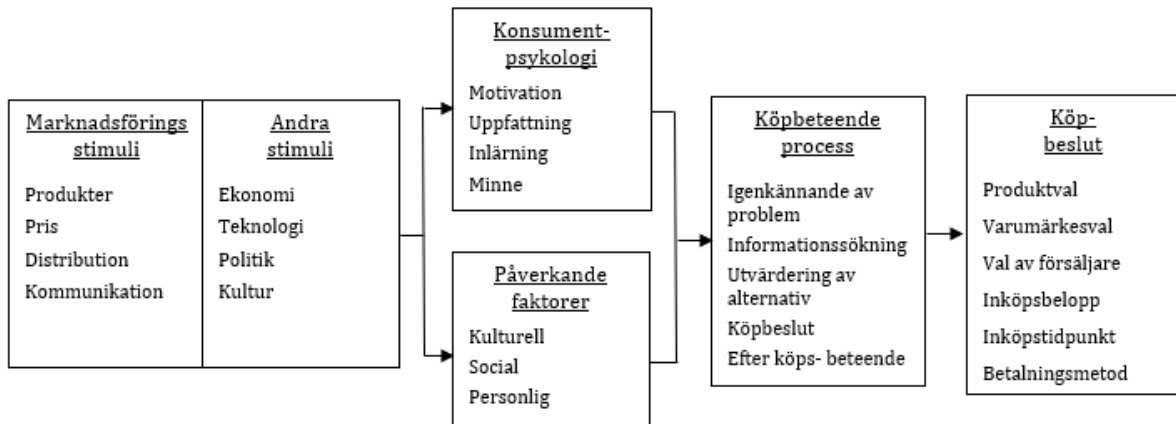 Marknadsförings
stimuli
Produkter
Pris
Distribution
Kommunikation
Andra
stimuli
Ekonomi
Teknologi
Politik
Kultur
Konsument-
psykologi
Motivation
Uppfattning
Inlärning
Minne
Påverkande
faktorer
Kulturell
Social
Personlig
Köpbeteende
process
Igenkännande av
problem
Informationssökning
Utvärdering av
alternativ
Köpbeslut
Efter köps- beteende
Köp-
beslut
Produktval
Varumärkesval
Val av försäljare
Inköpsbelopp
Inköpstidpunkt
Betalningsmetod